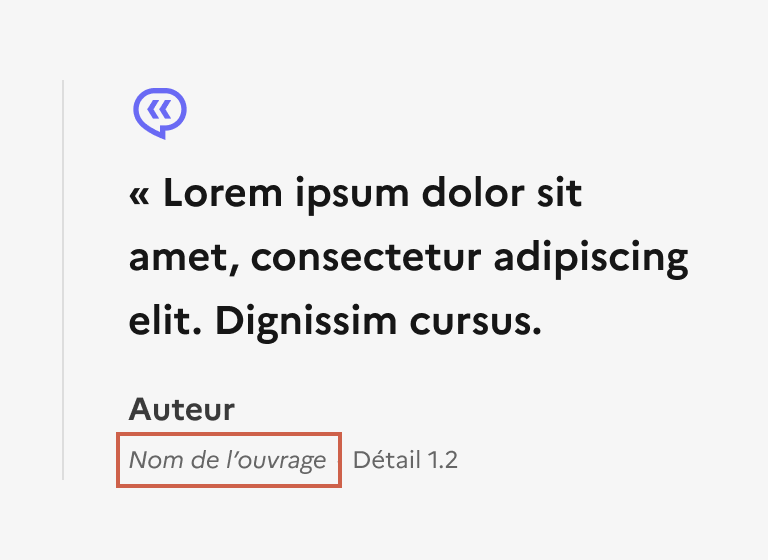 « Lorem ipsum dolor sit
amet, consectetur adipiscing
elit. Dignissim cursus.
Auteur
Nom de l’ouvrage Détail 1.2